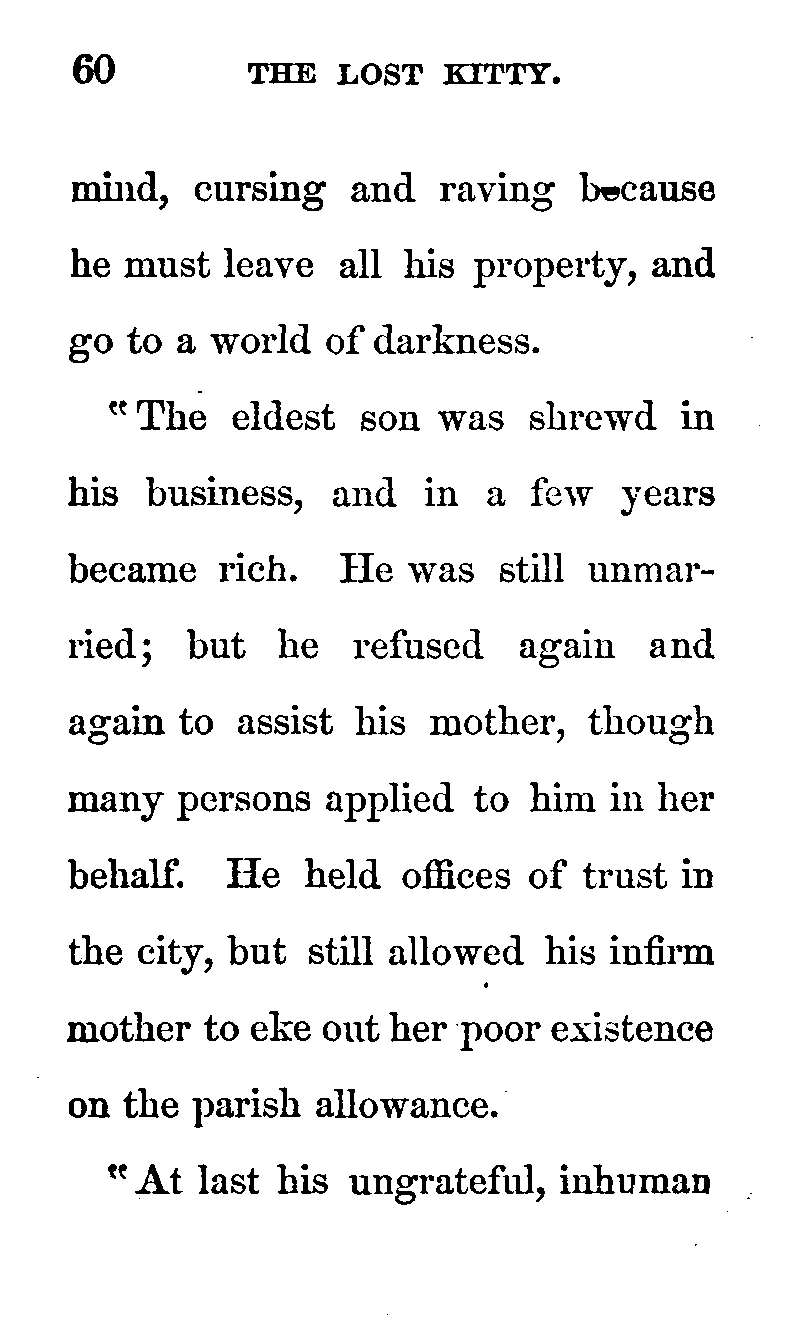 60 THE LOST KITTY.
mind, cursing and raving because
he must leave all his property, and
go to a world of darkness.
"The eldest son was shrewd in
his business, and in a few years
became rich. He was still unmar-
ried; but he refused again and
again to assist his mother, though
many persons applied to him in her
behalf. He held offices of trust in
the city, but still allowed his infirm
mother to eke out her poor existence
on the parish allowance.
"At last his ungrateful, inhuman